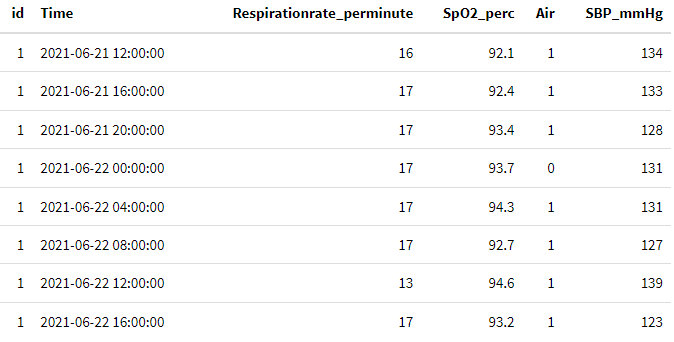 id Time Respirationrate_perminute SpO2_perc Air SBP_mmHg
1 2021-06-21 12:00:00 16 92.1 1 134
1 2021-06-21 16:00:00 17 92.4 1 133
1 2021-06-21 20:00:00 17 93.4 1 128
1 2021-06-22 00:00:00 17 93.7 0 131
1 2021-06-22 04:00:00 17 94.3 1 131
1 2021-06-22 08:00:00 17 92.7 1 127
1 2021-06-22 12:00:00 13 94.6 1 139
1 2021-06-22 16:00:00 17 93.2 1 123